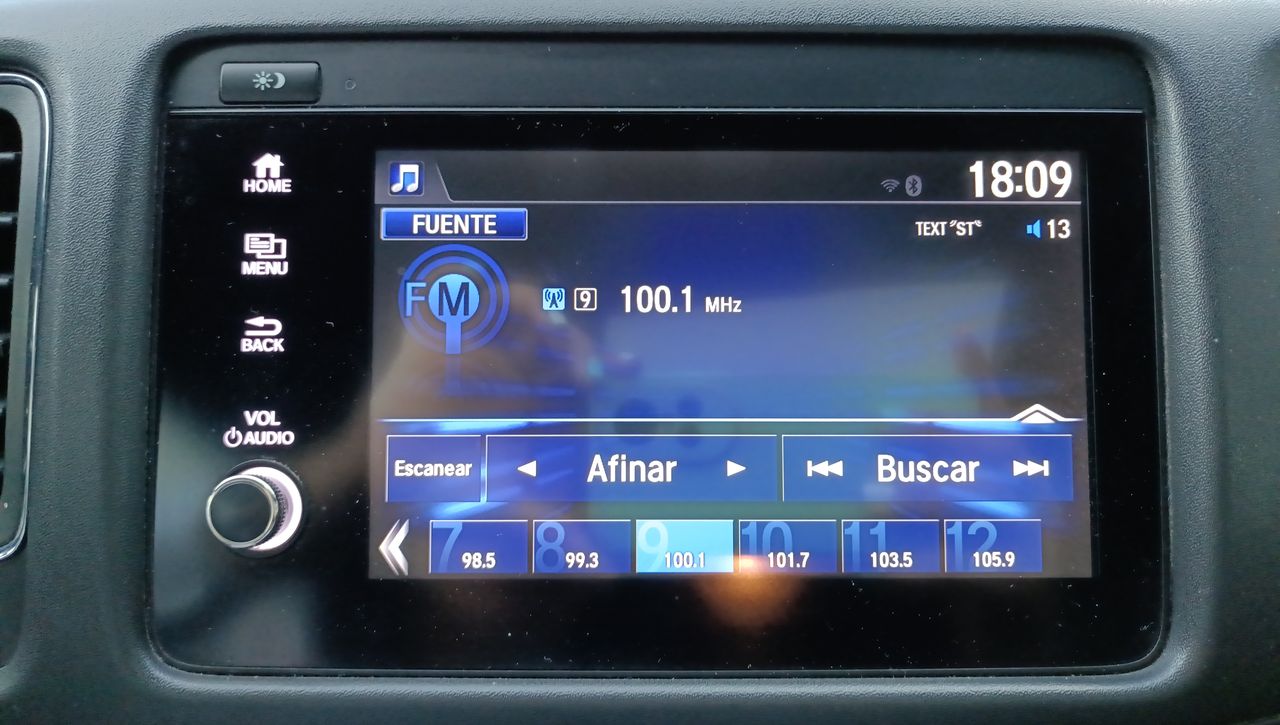 HOME
MENU
BACK
VOL
AUDIO
18:09
FUENTE
TEXT "ST"
13
FM
9 100.1 MHz
Escanear Afinar Buscar
7 98.5 8 99.3 9 100.1 10 101.7 11 103.5 12 105.9